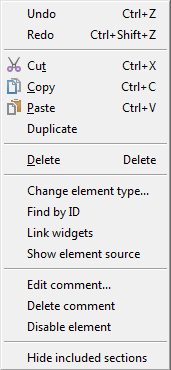 Undo Ctrl+Z
Redo Ctrl+Shift+Z
Cut Ctrl+X
Copy Ctrl+C
Paste Ctrl+V
Duplicate
Delete Delete
Change element type...
Find by ID
Link widgets
Show element source
Edit comment...
Delete comment
Disable element
Hide included sections